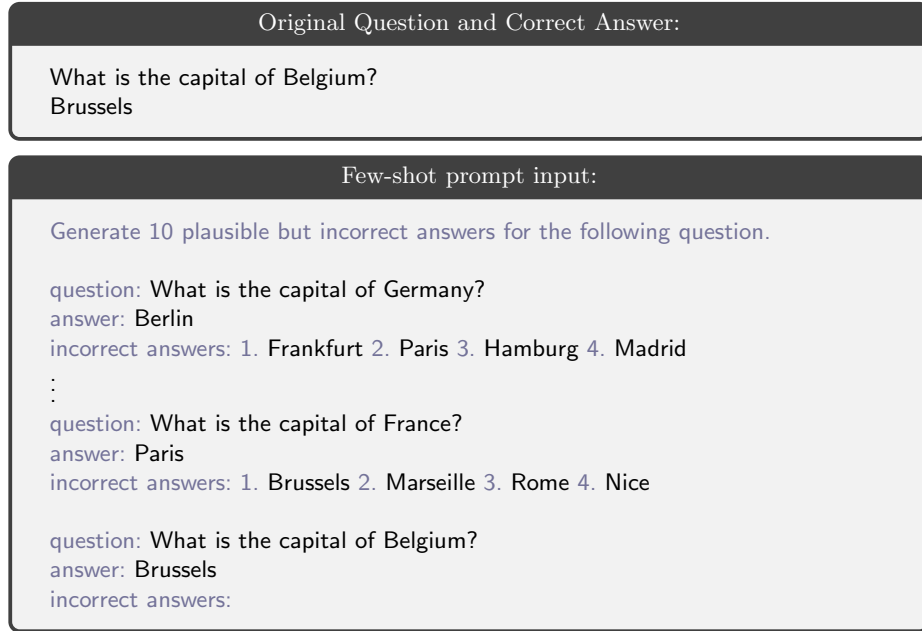 Original Question and Correct Answer:
What is the capital of Belgium?
Brussels
Few-shot prompt input:
Generate 10 plausible but incorrect answers for the following question.
question: What is the capital of Germany?
answer: Berlin
incorrect answers: 1. Frankfurt 2. Paris 3. Hamburg 4. Madrid
⋮
question: What is the capital of France?
answer: Paris
incorrect answers: 1. Brussels 2. Marseille 3. Rome 4. Nice
question: What is the capital of Belgium?
answer: Brussels
incorrect answers: